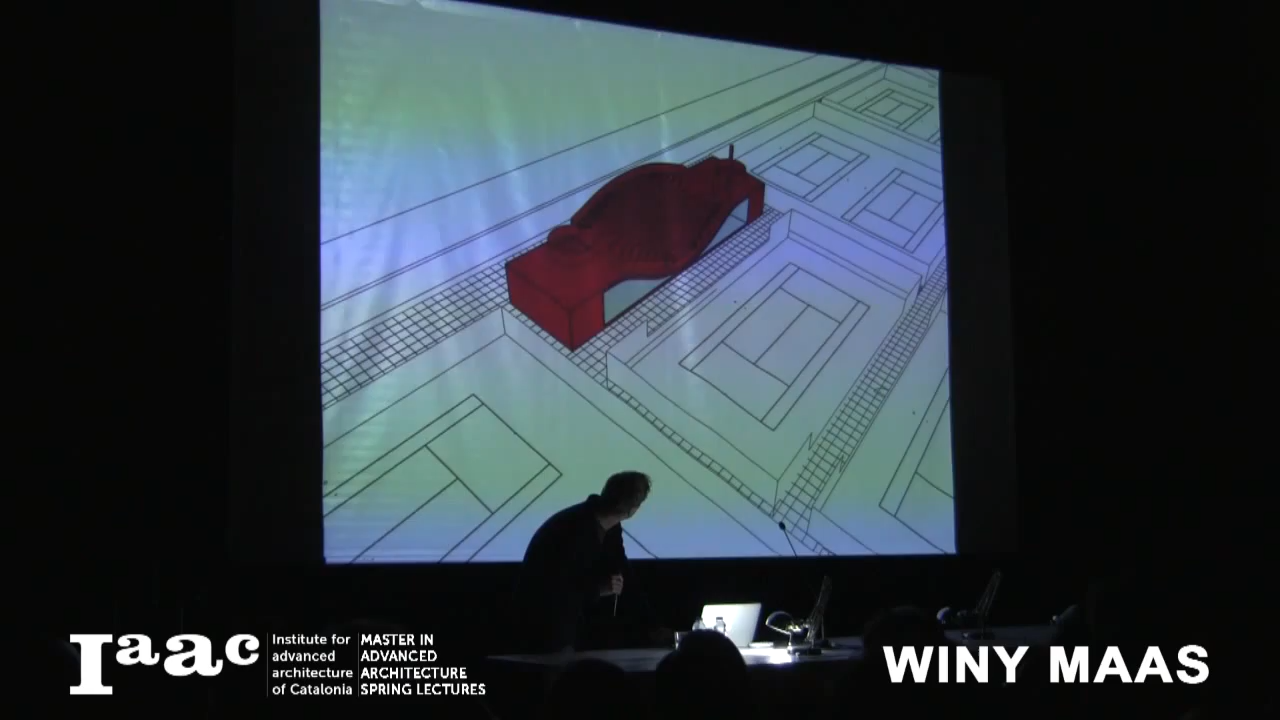 Iaac
Institute for
advanced
architecture
of Catalonia
MASTER IN
ADVANCED
ARCHITECTURE
SPRING LECTURES
WINY MAAS